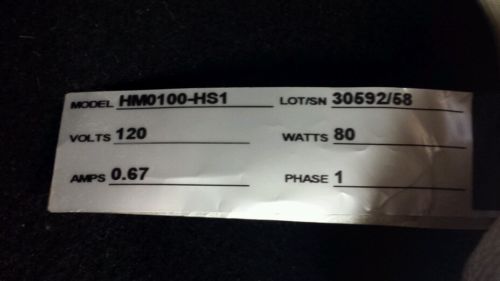 MODEL HM0100-HS1 LOT/SN 30592/58
VOLTS 120 WATTS 80
AMPS 0.67 PHASE 1